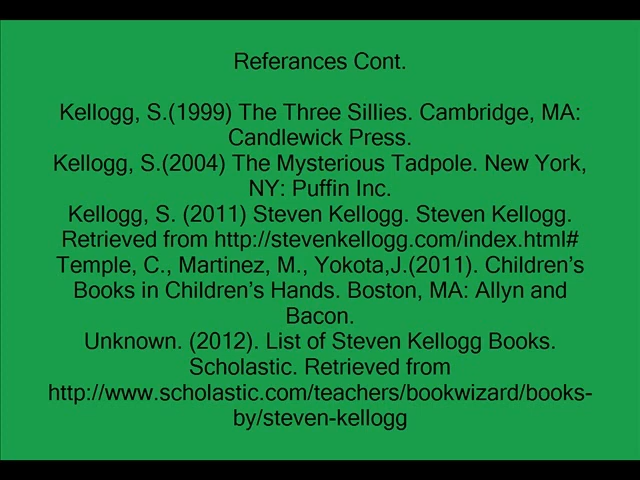 Referances Cont.
Kellogg, S.(1999) The Three Sillies. Cambridge, MA:
Candlewick Press.
Kellogg, S.(2004) The Mysterious Tadpole. New York,
NY: Puffin Inc.
Kellogg, S. (2011) Steven Kellogg. Steven Kellogg.
Retrieved from http://stevenkellogg.com/index.html#
Temple, C., Martinez, M., Yokota,J.(2011). Children’s
Books in Children’s Hands. Boston, MA: Allyn and
Bacon.
Unknown. (2012). List of Steven Kellogg Books.
Scholastic. Retrieved from
http://www.scholastic.com/teachers/bookwizard/books-
by/steven-kellogg